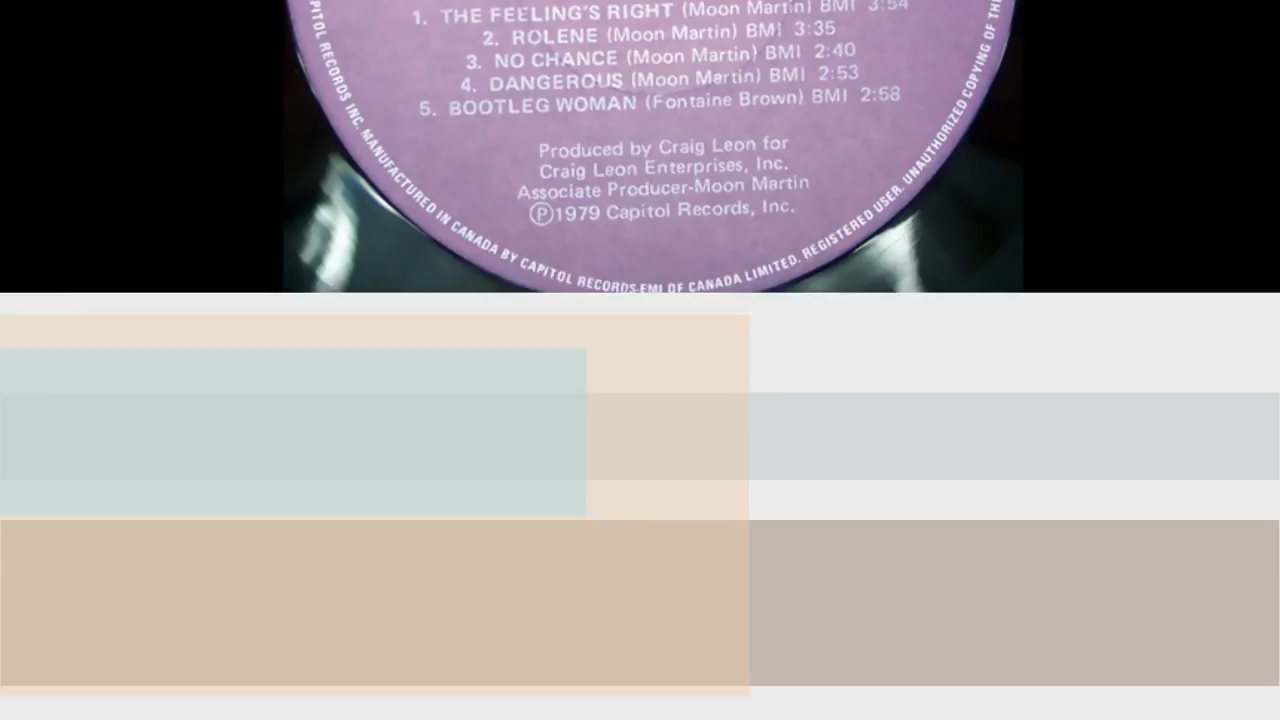 1. THE FEELING'S RIGHT (Moon Martin) BMI 3:54
2. ROLENE (Moon Martin) BMI 3:35
3. NO CHANCE (Moon Martin) BMI 2:40
4. DANGEROUS (Moon Martin) BMI 2:53
5. BOOTLEG WOMAN (Fontaine Brown) BMI 2:58
Produced by Craig Leon for
Craig Leon Enterprises, Inc.
Associate Producer-Moon Martin
Ⓟ1979 Capitol Records, Inc.
CAPITOL RECORDS INC. MANUFACTURED IN CANADA BY CAPITOL RECORDS-EMI OF CANADA LIMITED. REGISTERED USER. UNAUTHORIZED COPYING OF THE